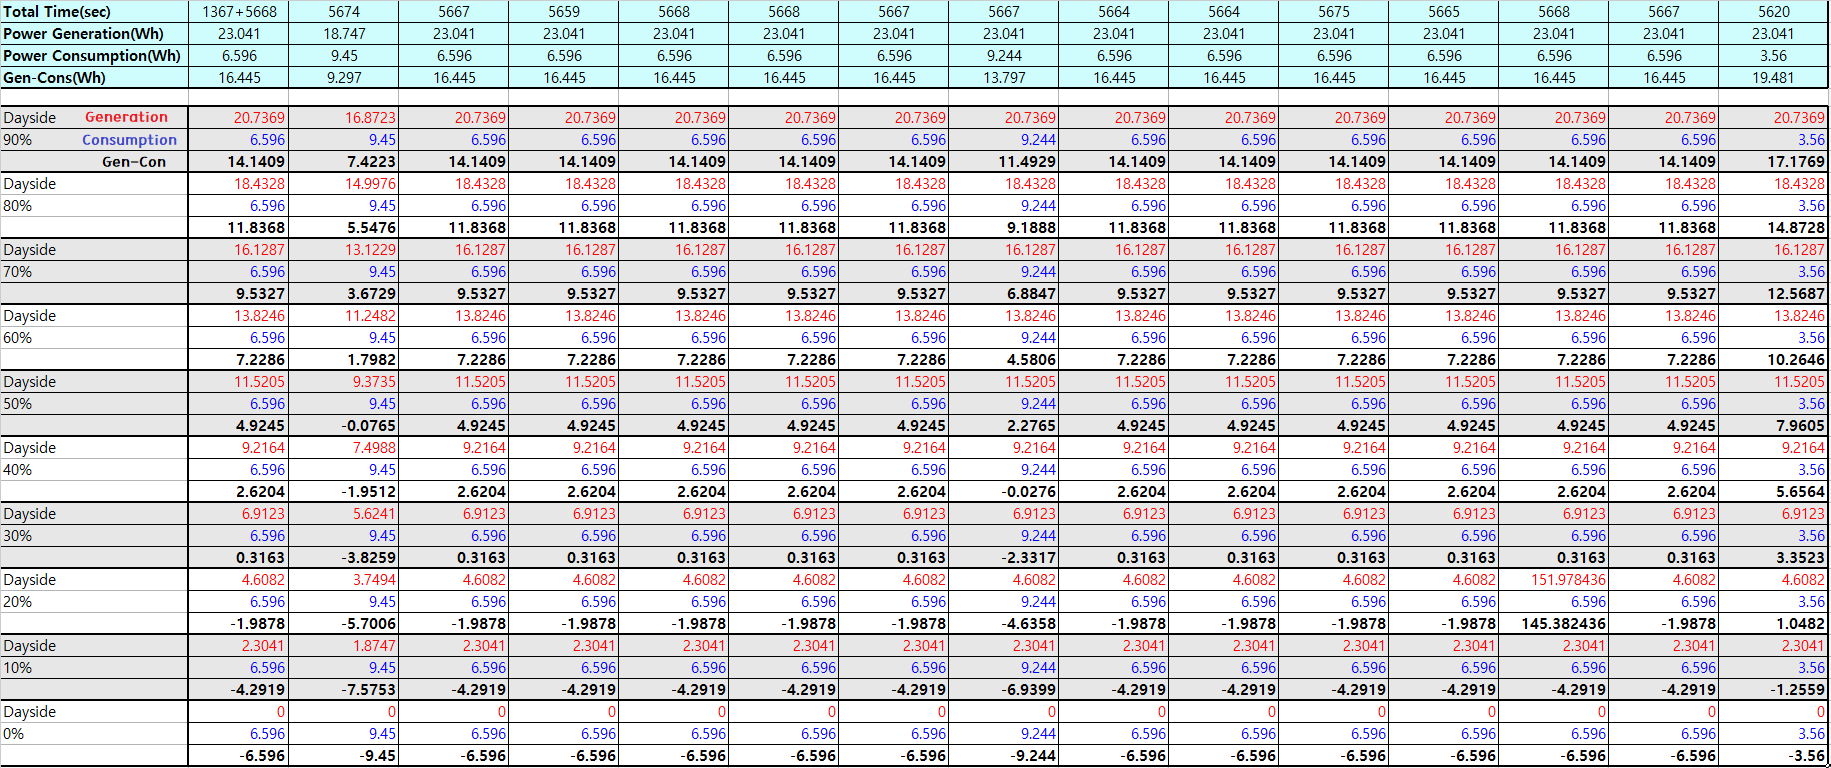 Total Time(sec) 1367+5668 5674 5667 5659 5668 5668 5667 5667 5664 5664 5675 5665 5668 5667 5620
Power Generation(Wh) 23.041 18.747 23.041 23.041 23.041 23.041 23.041 23.041 23.041 23.041 23.041 23.041 23.041 23.041 23.041
Power Consumption(Wh) 6.596 9.45 6.596 6.596 6.596 6.596 6.596 9.244 6.596 6.596 6.596 6.596 6.596 6.596 3.56
Gen-Cons(Wh) 16.445 9.297 16.445 16.445 16.445 16.445 16.445 13.797 16.445 16.445 16.445 16.445 16.445 16.445 19.481
Dayside Generation 20.7369 16.8723 20.7369 20.7369 20.7369 20.7369 20.7369 20.7369 20.7369 20.7369 20.7369 20.7369 20.7369 20.7369 20.7369
90% Consumption 6.596 9.45 6.596 6.596 6.596 6.596 6.596 9.244 6.596 6.596 6.596 6.596 6.596 6.596 3.56
Gen-Con 14.1409 7.4223 14.1409 14.1409 14.1409 14.1409 14.1409 11.4929 14.1409 14.1409 14.1409 14.1409 14.1409 14.1409 17.1769
Dayside 18.4328 14.9976 18.4328 18.4328 18.4328 18.4328 18.4328 18.4328 18.4328 18.4328 18.4328 18.4328 18.4328 18.4328 18.4328
80% 6.596 9.45 6.596 6.596 6.596 6.596 6.596 9.244 6.596 6.596 6.596 6.596 6.596 6.596 3.56
11.8368 5.5476 11.8368 11.8368 11.8368 11.8368 11.8368 9.1888 11.8368 11.8368 11.8368 11.8368 11.8368 11.8368 14.8728
Dayside 16.1287 13.1229 16.1287 16.1287 16.1287 16.1287 16.1287 16.1287 16.1287 16.1287 16.1287 16.1287 16.1287 16.1287 16.1287
70% 6.596 9.45 6.596 6.596 6.596 6.596 6.596 9.244 6.596 6.596 6.596 6.596 6.596 6.596 3.56
9.5327 3.6729 9.5327 9.5327 9.5327 9.5327 9.5327 6.8847 9.5327 9.5327 9.5327 9.5327 9.5327 9.5327 12.5687
Dayside 13.8246 11.2482 13.8246 13.8246 13.8246 13.8246 13.8246 13.8246 13.8246 13.8246 13.8246 13.8246 13.8246 13.8246 13.8246
60% 6.596 9.45 6.596 6.596 6.596 6.596 6.596 9.244 6.596 6.596 6.596 6.596 6.596 6.596 3.56
7.2286 1.7982 7.2286 7.2286 7.2286 7.2286 7.2286 4.5806 7.2286 7.2286 7.2286 7.2286 7.2286 7.2286 10.2646
Dayside 11.5205 9.3735 11.5205 11.5205 11.5205 11.5205 11.5205 11.5205 11.5205 11.5205 11.5205 11.5205 11.5205 11.5205 11.5205
50% 6.596 9.45 6.596 6.596 6.596 6.596 6.596 9.244 6.596 6.596 6.596 6.596 6.596 6.596 3.56
4.9245 -0.0765 4.9245 4.9245 4.9245 4.9245 4.9245 2.2765 4.9245 4.9245 4.9245 4.9245 4.9245 4.9245 7.9605
Dayside 9.2164 7.4988 9.2164 9.2164 9.2164 9.2164 9.2164 9.2164 9.2164 9.2164 9.2164 9.2164 9.2164 9.2164 9.2164
40% 6.596 9.45 6.596 6.596 6.596 6.596 6.596 9.244 6.596 6.596 6.596 6.596 6.596 6.596 3.56
2.6204 -1.9512 2.6204 2.6204 2.6204 2.6204 2.6204 -0.0276 2.6204 2.6204 2.6204 2.6204 2.6204 2.6204 5.6564
Dayside 6.9123 5.6241 6.9123 6.9123 6.9123 6.9123 6.9123 6.9123 6.9123 6.9123 6.9123 6.9123 6.9123 6.9123 6.9123
30% 6.596 9.45 6.596 6.596 6.596 6.596 6.596 9.244 6.596 6.596 6.596 6.596 6.596 6.596 3.56
0.3163 -3.8259 0.3163 0.3163 0.3163 0.3163 0.3163 -2.3317 0.3163 0.3163 0.3163 0.3163 0.3163 0.3163 3.3523
Dayside 4.6082 3.7494 4.6082 4.6082 4.6082 4.6082 4.6082 4.6082 4.6082 4.6082 4.6082 4.6082 151.978436 4.6082 4.6082
20% 6.596 9.45 6.596 6.596 6.596 6.596 6.596 9.244 6.596 6.596 6.596 6.596 6.596 6.596 3.56
-1.9878 -5.7006 -1.9878 -1.9878 -1.9878 -1.9878 -1.9878 -4.6358 -1.9878 -1.9878 -1.9878 -1.9878 145.382436 -1.9878 1.0482
Dayside 2.3041 1.8747 2.3041 2.3041 2.3041 2.3041 2.3041 2.3041 2.3041 2.3041 2.3041 2.3041 2.3041 2.3041 2.3041
10% 6.596 9.45 6.596 6.596 6.596 6.596 6.596 9.244 6.596 6.596 6.596 6.596 6.596 6.596 3.56
-4.2919 -7.5753 -4.2919 -4.2919 -4.2919 -4.2919 -4.2919 -6.9399 -4.2919 -4.2919 -4.2919 -4.2919 -4.2919 -4.2919 -1.2559
Dayside 0 0 0 0 0 0 0 0 0 0 0 0 0 0 0
0% 6.596 9.45 6.596 6.596 6.596 6.596 6.596 9.244 6.596 6.596 6.596 6.596 6.596 6.596 3.56
-6.596 -9.45 -6.596 -6.596 -6.596 -6.596 -6.596 -9.244 -6.596 -6.596 -6.596 -6.596 -6.596 -6.596 -3.56